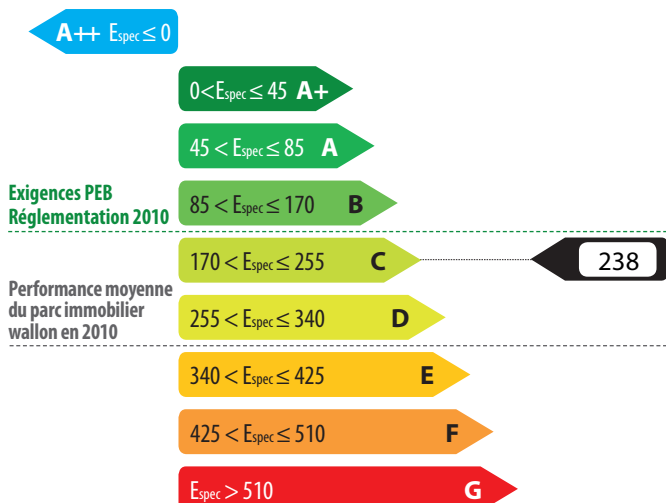 A++ Espec ≤ 0
0<Espec ≤ 45 A+
45 < Espec ≤ 85 A
Exigences PEB
Réglementation 2010
85 < Espec ≤ 170 B
170 < Espec ≤ 255 C
238
Performance moyenne
du parc immobilier
wallon en 2010
255 < Espec ≤ 340 D
340 < Espec ≤ 425 E
425 < Espec ≤ 510 F
Espec > 510 G